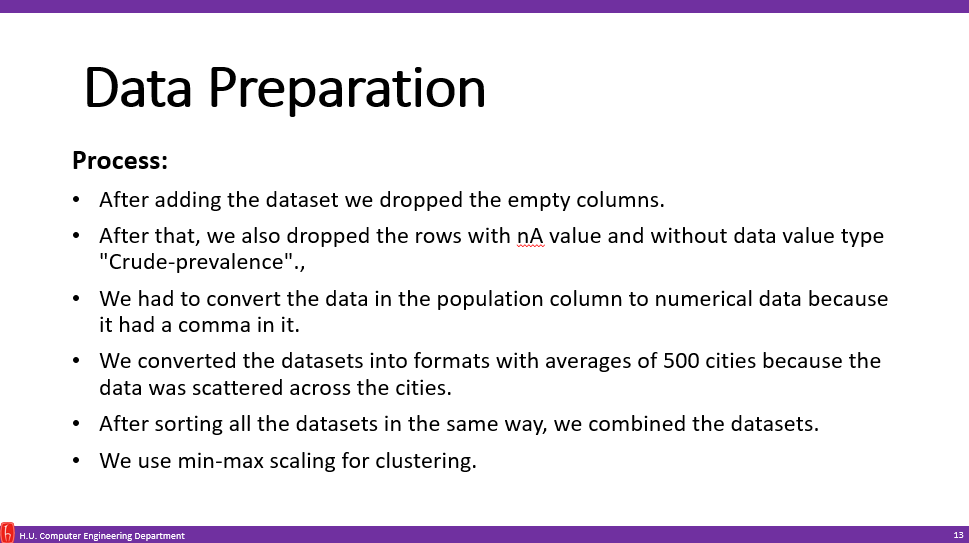 Data Preparation
Process:
• After adding the dataset we dropped the empty columns.
• After that, we also dropped the rows with nA value and without data value type
"Crude-prevalence".,
• We had to convert the data in the population column to numerical data because
it had a comma in it.
• We converted the datasets into formats with averages of 500 cities because the
data was scattered across the cities.
• After sorting all the datasets in the same way, we combined the datasets.
• We use min-max scaling for clustering.
H.U. Computer Engineering Department
13